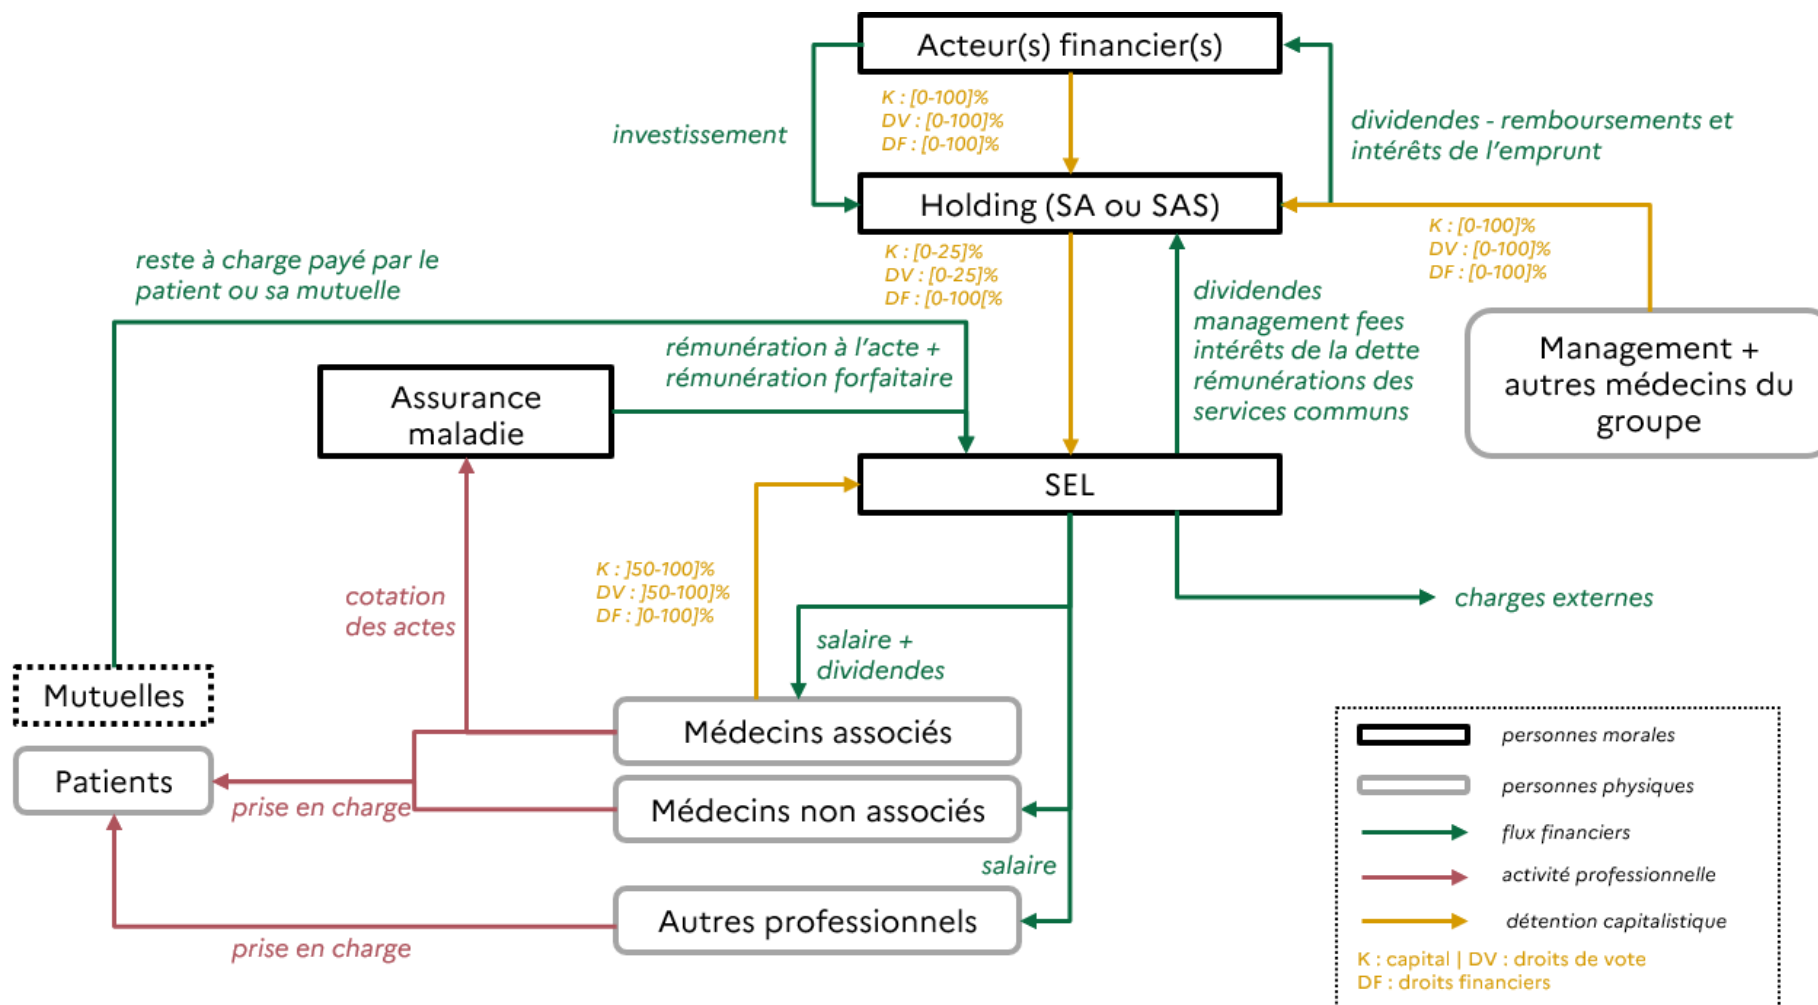 Acteur(s) financier(s)
K : [0-100]%
DV : [0-100]%
DF : [0-100]%
investissement
dividendes - remboursements et
intérêts de l'emprunt
Holding (SA ou SAS)
K : [0-25]%
DV : [0-25]%
DF : [0-100[%
K : [0-100]%
DV : [0-100]%
DF : [0-100]%
reste à charge payé par le
patient ou sa mutuelle
dividendes
management fees
intérêts de la dette
rémunérations des
services communs
Management +
autres médecins du
groupe
rémunération à l'acte +
rémunération forfaitaire
Assurance
maladie
SEL
K : ]50-100]%
DV : ]50-100]%
DF : ]0-100]%
cotation
des actes
charges externes
salaire +
dividendes
Mutuelles
Médecins associés
Patients
prise en charge
Médecins non associés
salaire
Autres professionnels
prise en charge
personnes morales
personnes physiques
flux financiers
activité professionnelle
détention capitalistique
K : capital | DV : droits de vote
DF : droits financiers